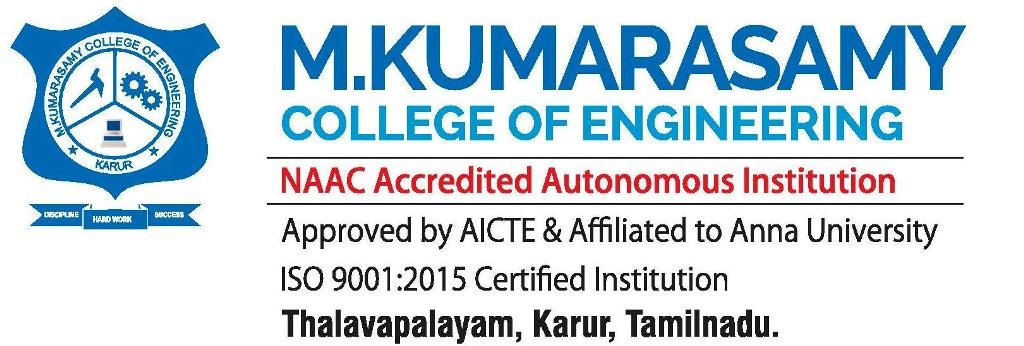 M.KUMARASAMY COLLEGE OF ENGINEERING
KARUR
DISCIPLINE HARD WORK SUCCESS
M.KUMARASAMY
COLLEGE OF ENGINEERING
NAAC Accredited Autonomous Institution
Approved by AICTE & Affiliated to Anna University
ISO 9001:2015 Certified Institution
Thalavapalayam, Karur, Tamilnadu.